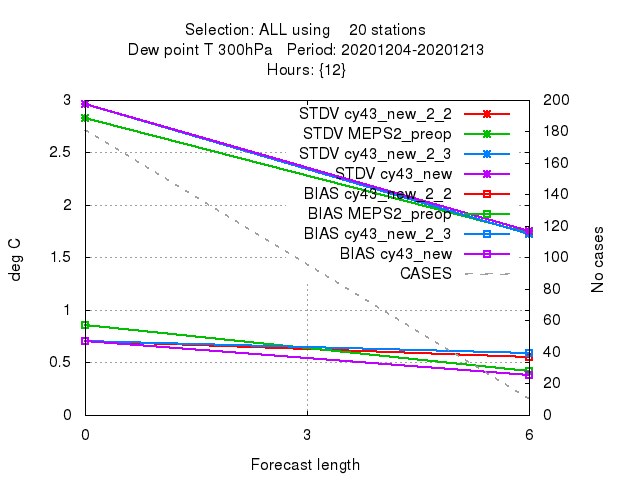 Selection: ALL using 20 stations
Dew point T 300hPa Period: 20201204-20201213
Hours: {12}
3
2.5
2
1.5
1
0.5
0
deg C
STDV cy43_new_2_2
STDV MEPS2_preop
STDV cy43_new_2_3
STDV cy43_new
BIAS cy43_new_2_2
BIAS MEPS2_preop
BIAS cy43_new_2_3
BIAS cy43_new
CASES
200
180
160
140
120
100
80
60
40
20
0
No cases
0 3 6
Forecast length